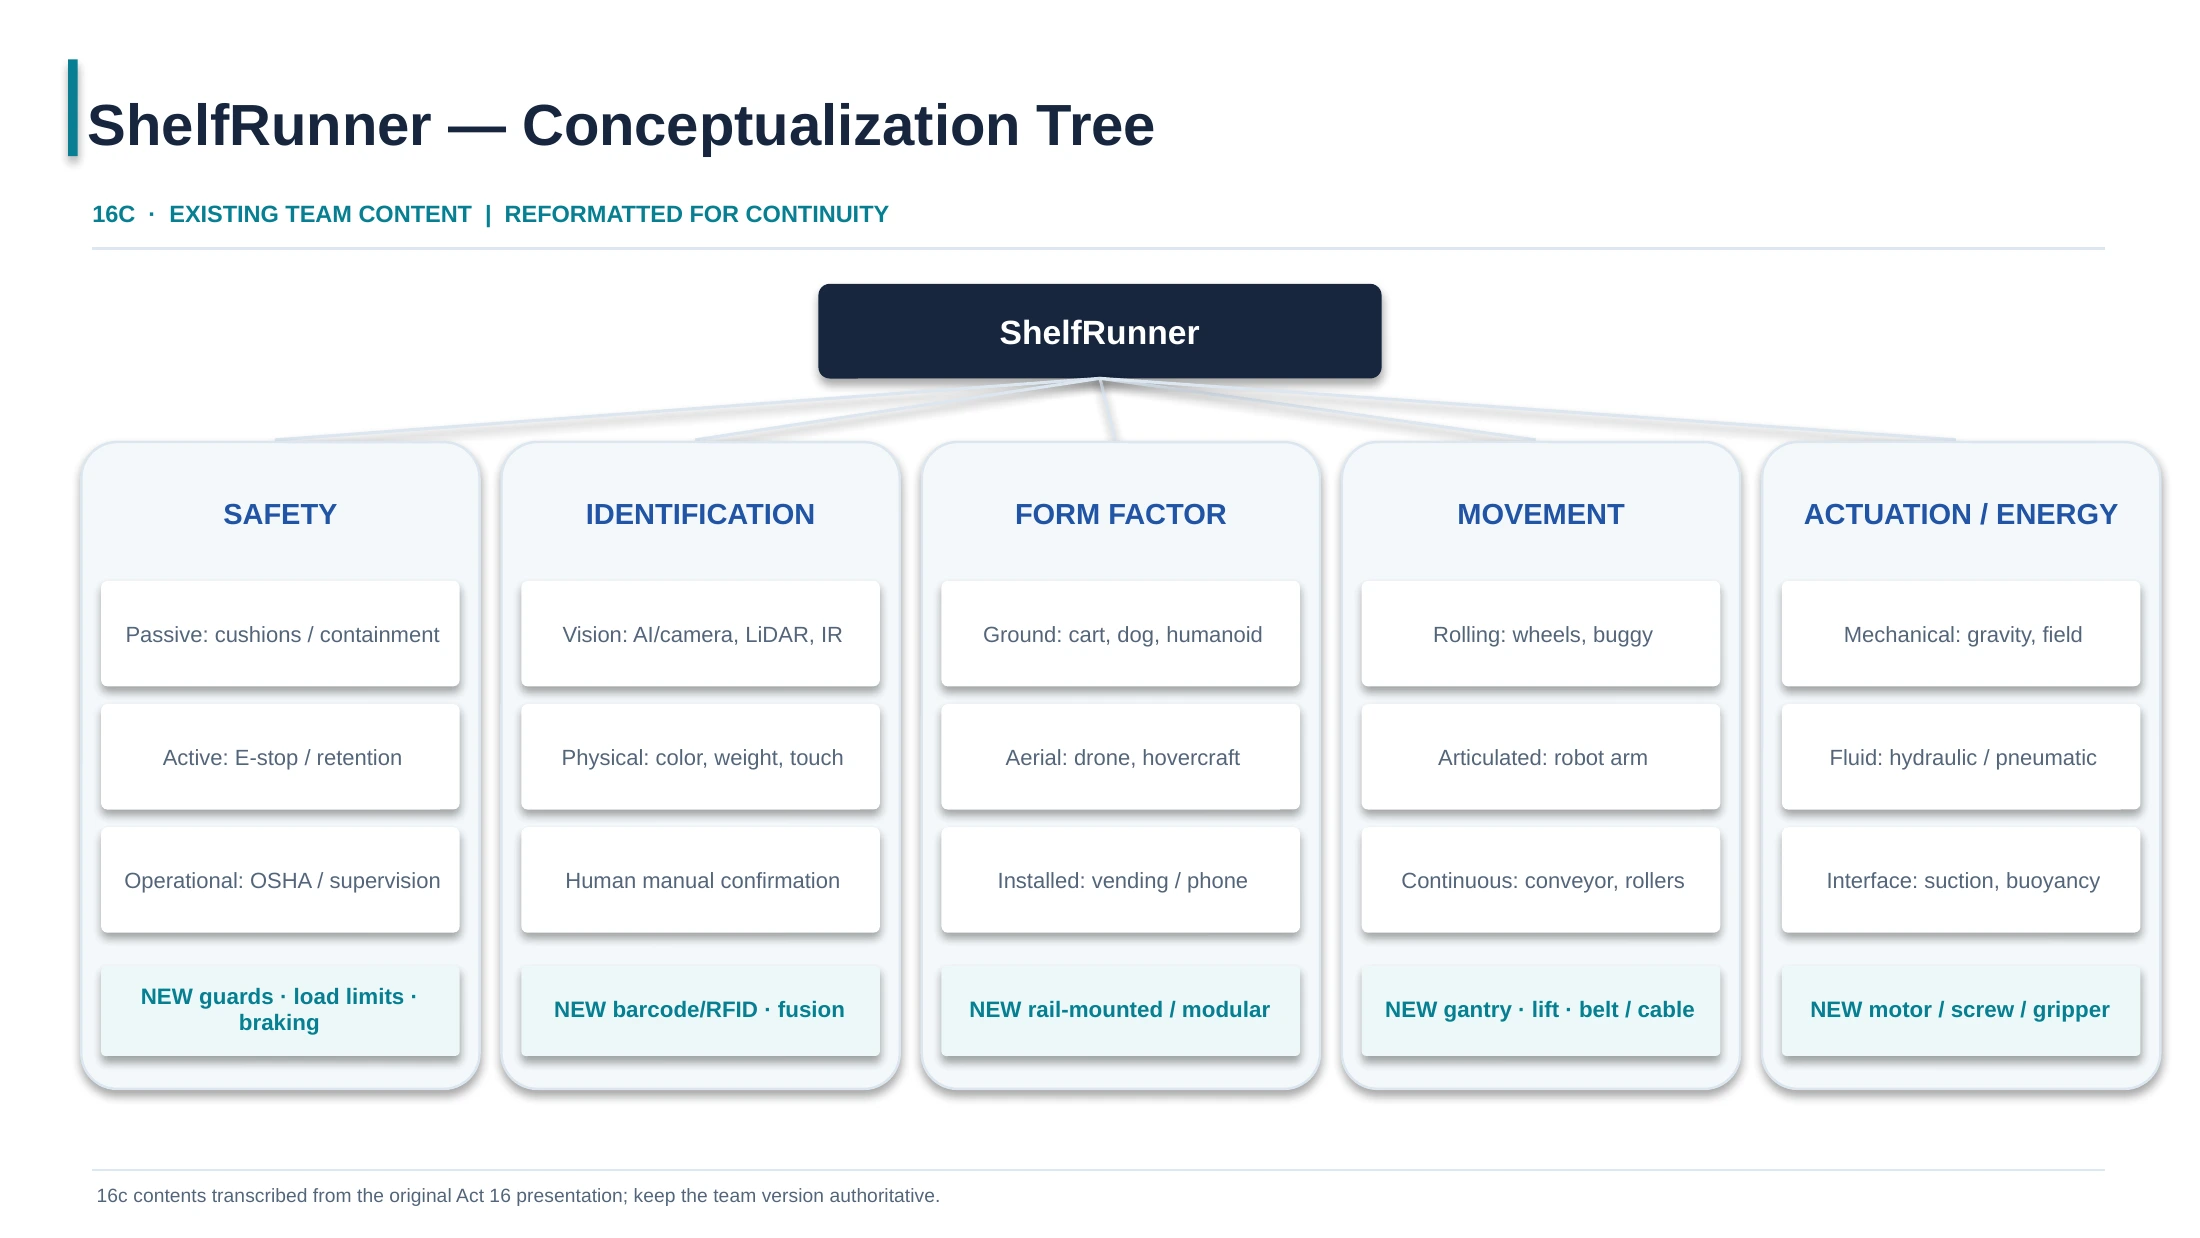 ShelfRunner — Conceptualization Tree
16C · EXISTING TEAM CONTENT | REFORMATTED FOR CONTINUITY
ShelfRunner
SAFETY
Passive: cushions / containment
Active: E-stop / retention
Operational: OSHA / supervision
NEW guards · load limits ·
braking
IDENTIFICATION
Vision: AI/camera, LiDAR, IR
Physical: color, weight, touch
Human manual confirmation
NEW barcode/RFID · fusion
FORM FACTOR
Ground: cart, dog, humanoid
Aerial: drone, hovercraft
Installed: vending / phone
NEW rail-mounted / modular
MOVEMENT
Rolling: wheels, buggy
Articulated: robot arm
Continuous: conveyor, rollers
NEW gantry · lift · belt / cable
ACTUATION / ENERGY
Mechanical: gravity, field
Fluid: hydraulic / pneumatic
Interface: suction, buoyancy
NEW motor / screw / gripper
16c contents transcribed from the original Act 16 presentation; keep the team version authoritative.